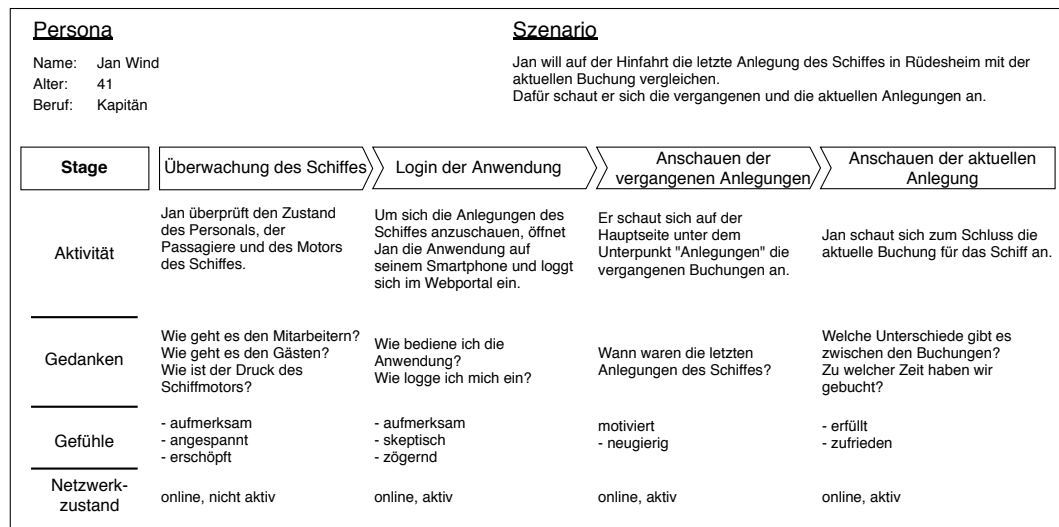 Persona
Name: Jan Wind
Alter: 41
Beruf: Kapitän
Szenario
Jan will auf der Hinfahrt die letzte Anlegung des Schiffes in Rüdesheim mit der
aktuellen Buchung vergleichen.
Dafür schaut er sich die vergangenen und die aktuellen Anlegungen an.
Stage
Überwachung des Schiffes
Login der Anwendung
Anschauen der
vergangenen Anlegungen
Anschauen der aktuellen
Anlegung
Aktivität
Jan überprüft den Zustand
des Personals, der
Passagiere und des Motors
des Schiffes.
Um sich die Anlegungen des
Schiffes anzuschauen, öffnet
Jan die Anwendung auf
seinem Smartphone und loggt
sich im Webportal ein.
Er schaut sich auf der
Hauptseite unter dem
Unterpunkt "Anlegungen" die
vergangenen Buchungen an.
Jan schaut sich zum Schluss die
aktuelle Buchung für das Schiff an.
Gedanken
Wie geht es den Mitarbeitern?
Wie geht es den Gästen?
Wie ist der Druck des
Schiffmotors?
Wie bediene ich die
Anwendung?
Wie logge ich mich ein?
Wann waren die letzten
Anlegungen des Schiffes?
Welche Unterschiede gibt es
zwischen den Buchungen?
Zu welcher Zeit haben wir
gebucht?
Gefühle
- aufmerksam
- angespannt
- erschöpft
- aufmerksam
- skeptisch
- zögernd
motiviert
- neugierig
- erfüllt
- zufrieden
Netzwerk-
zustand
online, nicht aktiv
online, aktiv
online, aktiv
online, aktiv